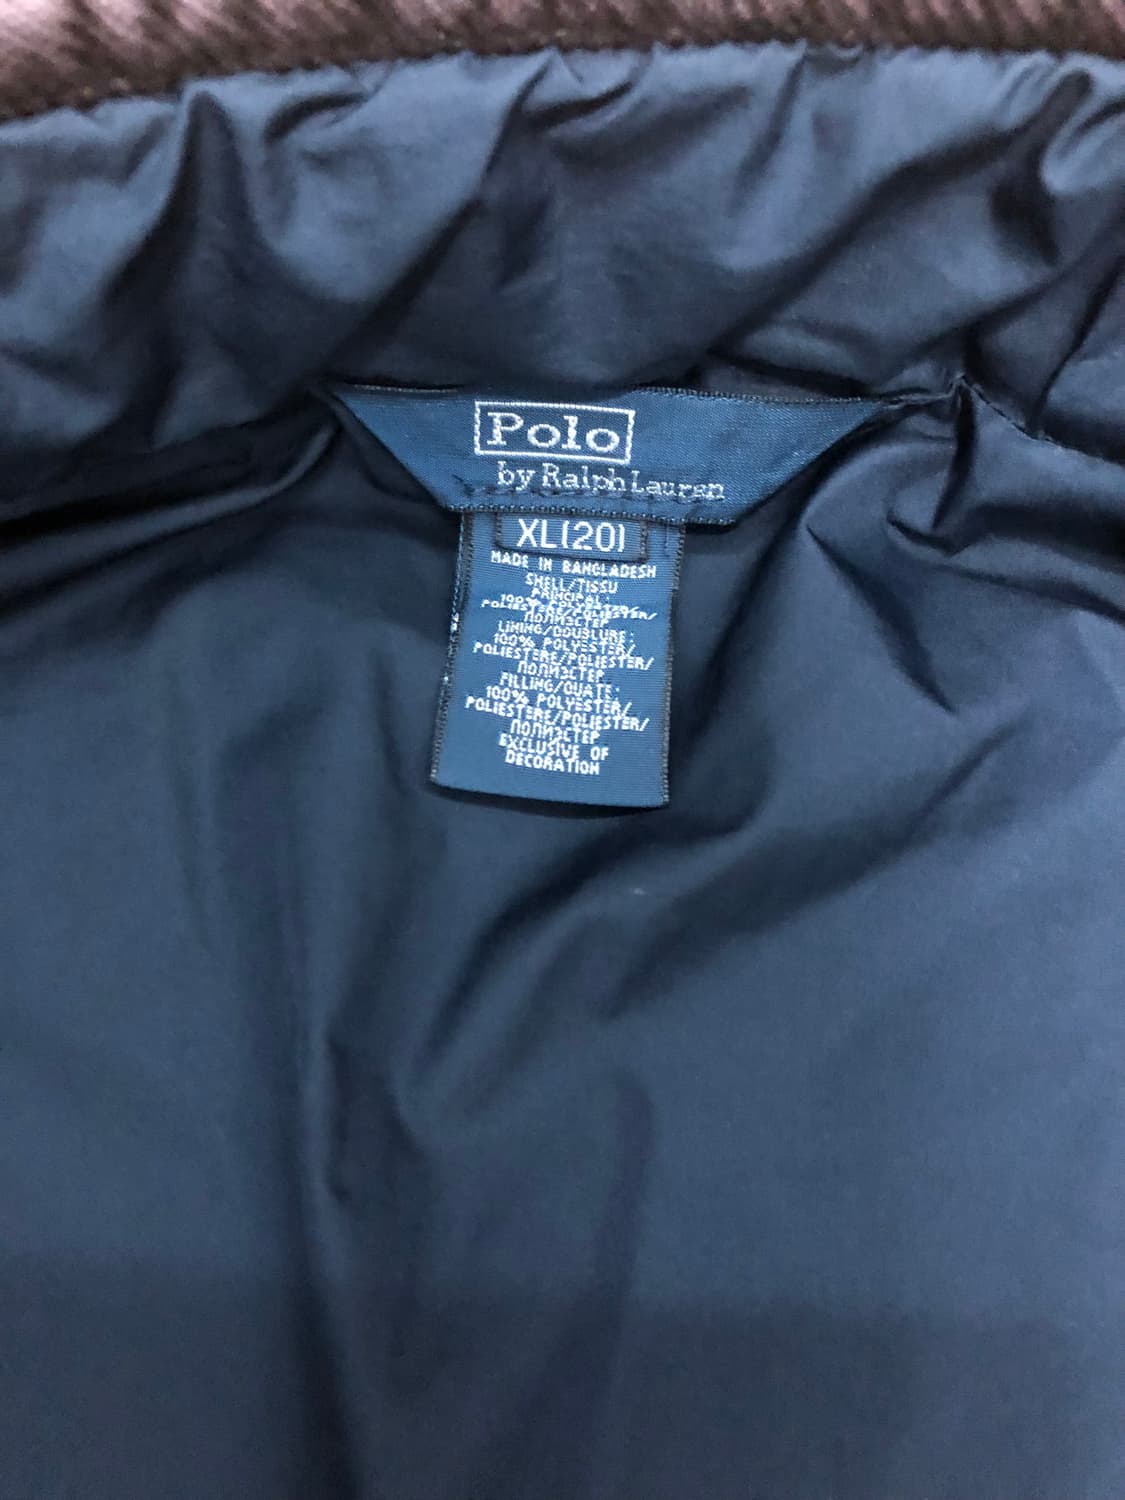 Polo
by Ralph Lauren
XL(20)
MADE IN BANGLADESH
SHELL/TISSU
PRINCIPAL:
100% POLYESTER/
POLIESTERE/POLIESTER/
ПОЛИЭСТЕР
LINING/DOUBLURE:
100% POLYESTER/
POLIESTERE/POLIESTER/
ПОЛИЭСТЕР
FILLING/OUATE:
100% POLYESTER/
POLIESTERE/POLIESTER/
ПОЛИЭСТЕР
EXCLUSIVE OF
DECORATION